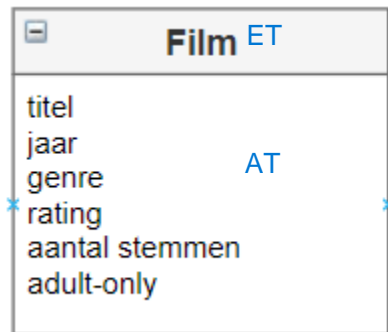 Film ET
titel
jaar
genre
AT
rating
aantal stemmen
adult-only